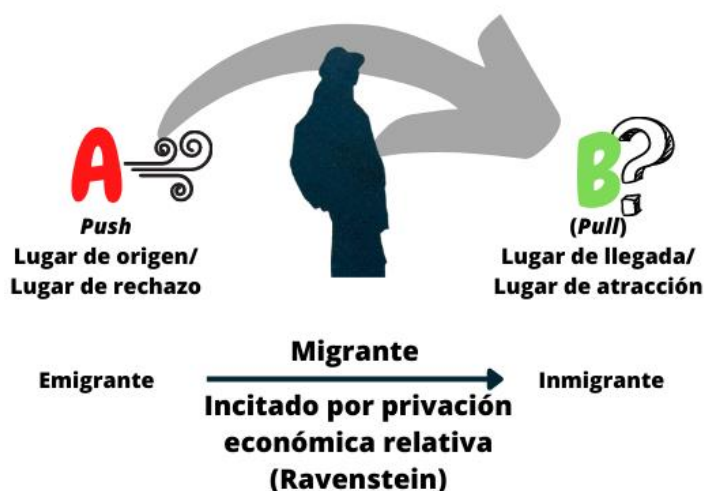 A
Push
Lugar de origen/
Lugar de rechazo
B?
(Pull)
Lugar de llegada/
Lugar de atracción
Emigrante
Migrante
Incitado por privación
económica relativa
(Ravenstein)
Inmigrante